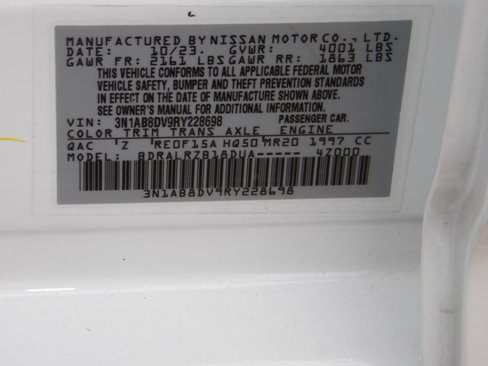 MANUFACTURED BY NISSAN MOTOR CO., LTD.
DATE: 10/23. GVWR: 4001 LBS
GAWR FR: 2161 LBS GAWR RR: 1863 LBS
THIS VEHICLE CONFORMS TO ALL APPLICABLE FEDERAL MOTOR
VEHICLE SAFETY, BUMPER AND THEFT PREVENTION STANDARDS
IN EFFECT ON THE DATE OF MANUFACTURE SHOWN ABOVE.
SEE OWNER'S MANUAL FOR ADDITIONAL INFORMATION.
VIN: 3N1AB8DV9RY228698 PASSENGER CAR.
COLOR TRIM TRANS AXLE ENGINE
QAC Z RE0F15A HQ50 MR20 1997 CC
MODEL: BDRALRZB18DUA----- 4Z000
3N1AB8DV9RY228698